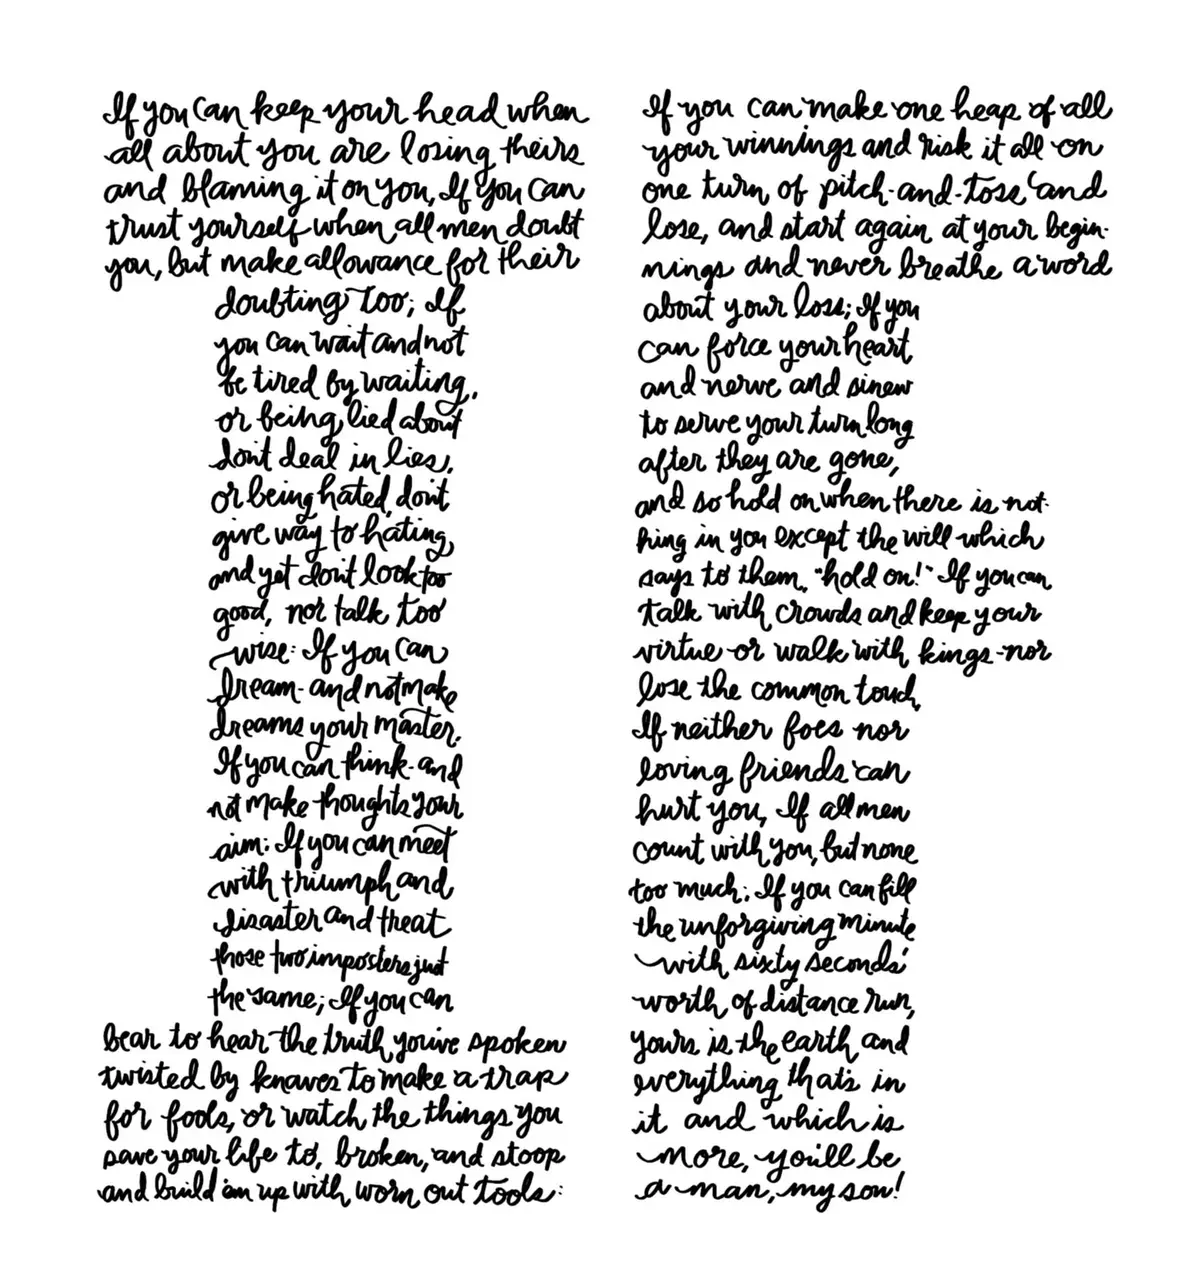 If you can keep your head when
all about you are losing theirs
and blaming it on you, If you can
trust yourself when all men doubt
you, but make allowance for their
doubting too; If
you can wait and not
be tired by waiting,
or being lied about
don't deal in lies,
or being hated, don't
give way to hating,
and yet don't look too
good, nor talk too
wise: If you can
dream- and not make
dreams your master,
If you can think- and
not make thoughts your
aim; If you can meet
with triumph and
disaster and treat
those two imposters just
the same; If you can
bear to hear the truth you've spoken
twisted by knaves to make a trap
for fools, or watch the things you
gave your life to, broken, and stoop
and build 'em up with worn out tools:
If you can make one heap of all
your winnings and risk it all on
one turn of pitch-and-toss, and
lose, and start again at your begin-
nings and never breathe a word
about your loss; If you
can force your heart
and nerve and sinew
to serve your turn long
after they are gone,
and so hold on when there is not-
hing in you except the will which
says to them, "hold on!" If you can
talk with crowds and keep your
virtue or walk with kings-nor
lose the common touch,
If neither foes nor
loving friends can
hurt you, If all men
count with you, but none
too much; If you can fill
the unforgiving minute
with sixty seconds'
worth of distance run,
yours is the earth and
everything that's in
it and which is
more, you'll be
a man, my son!